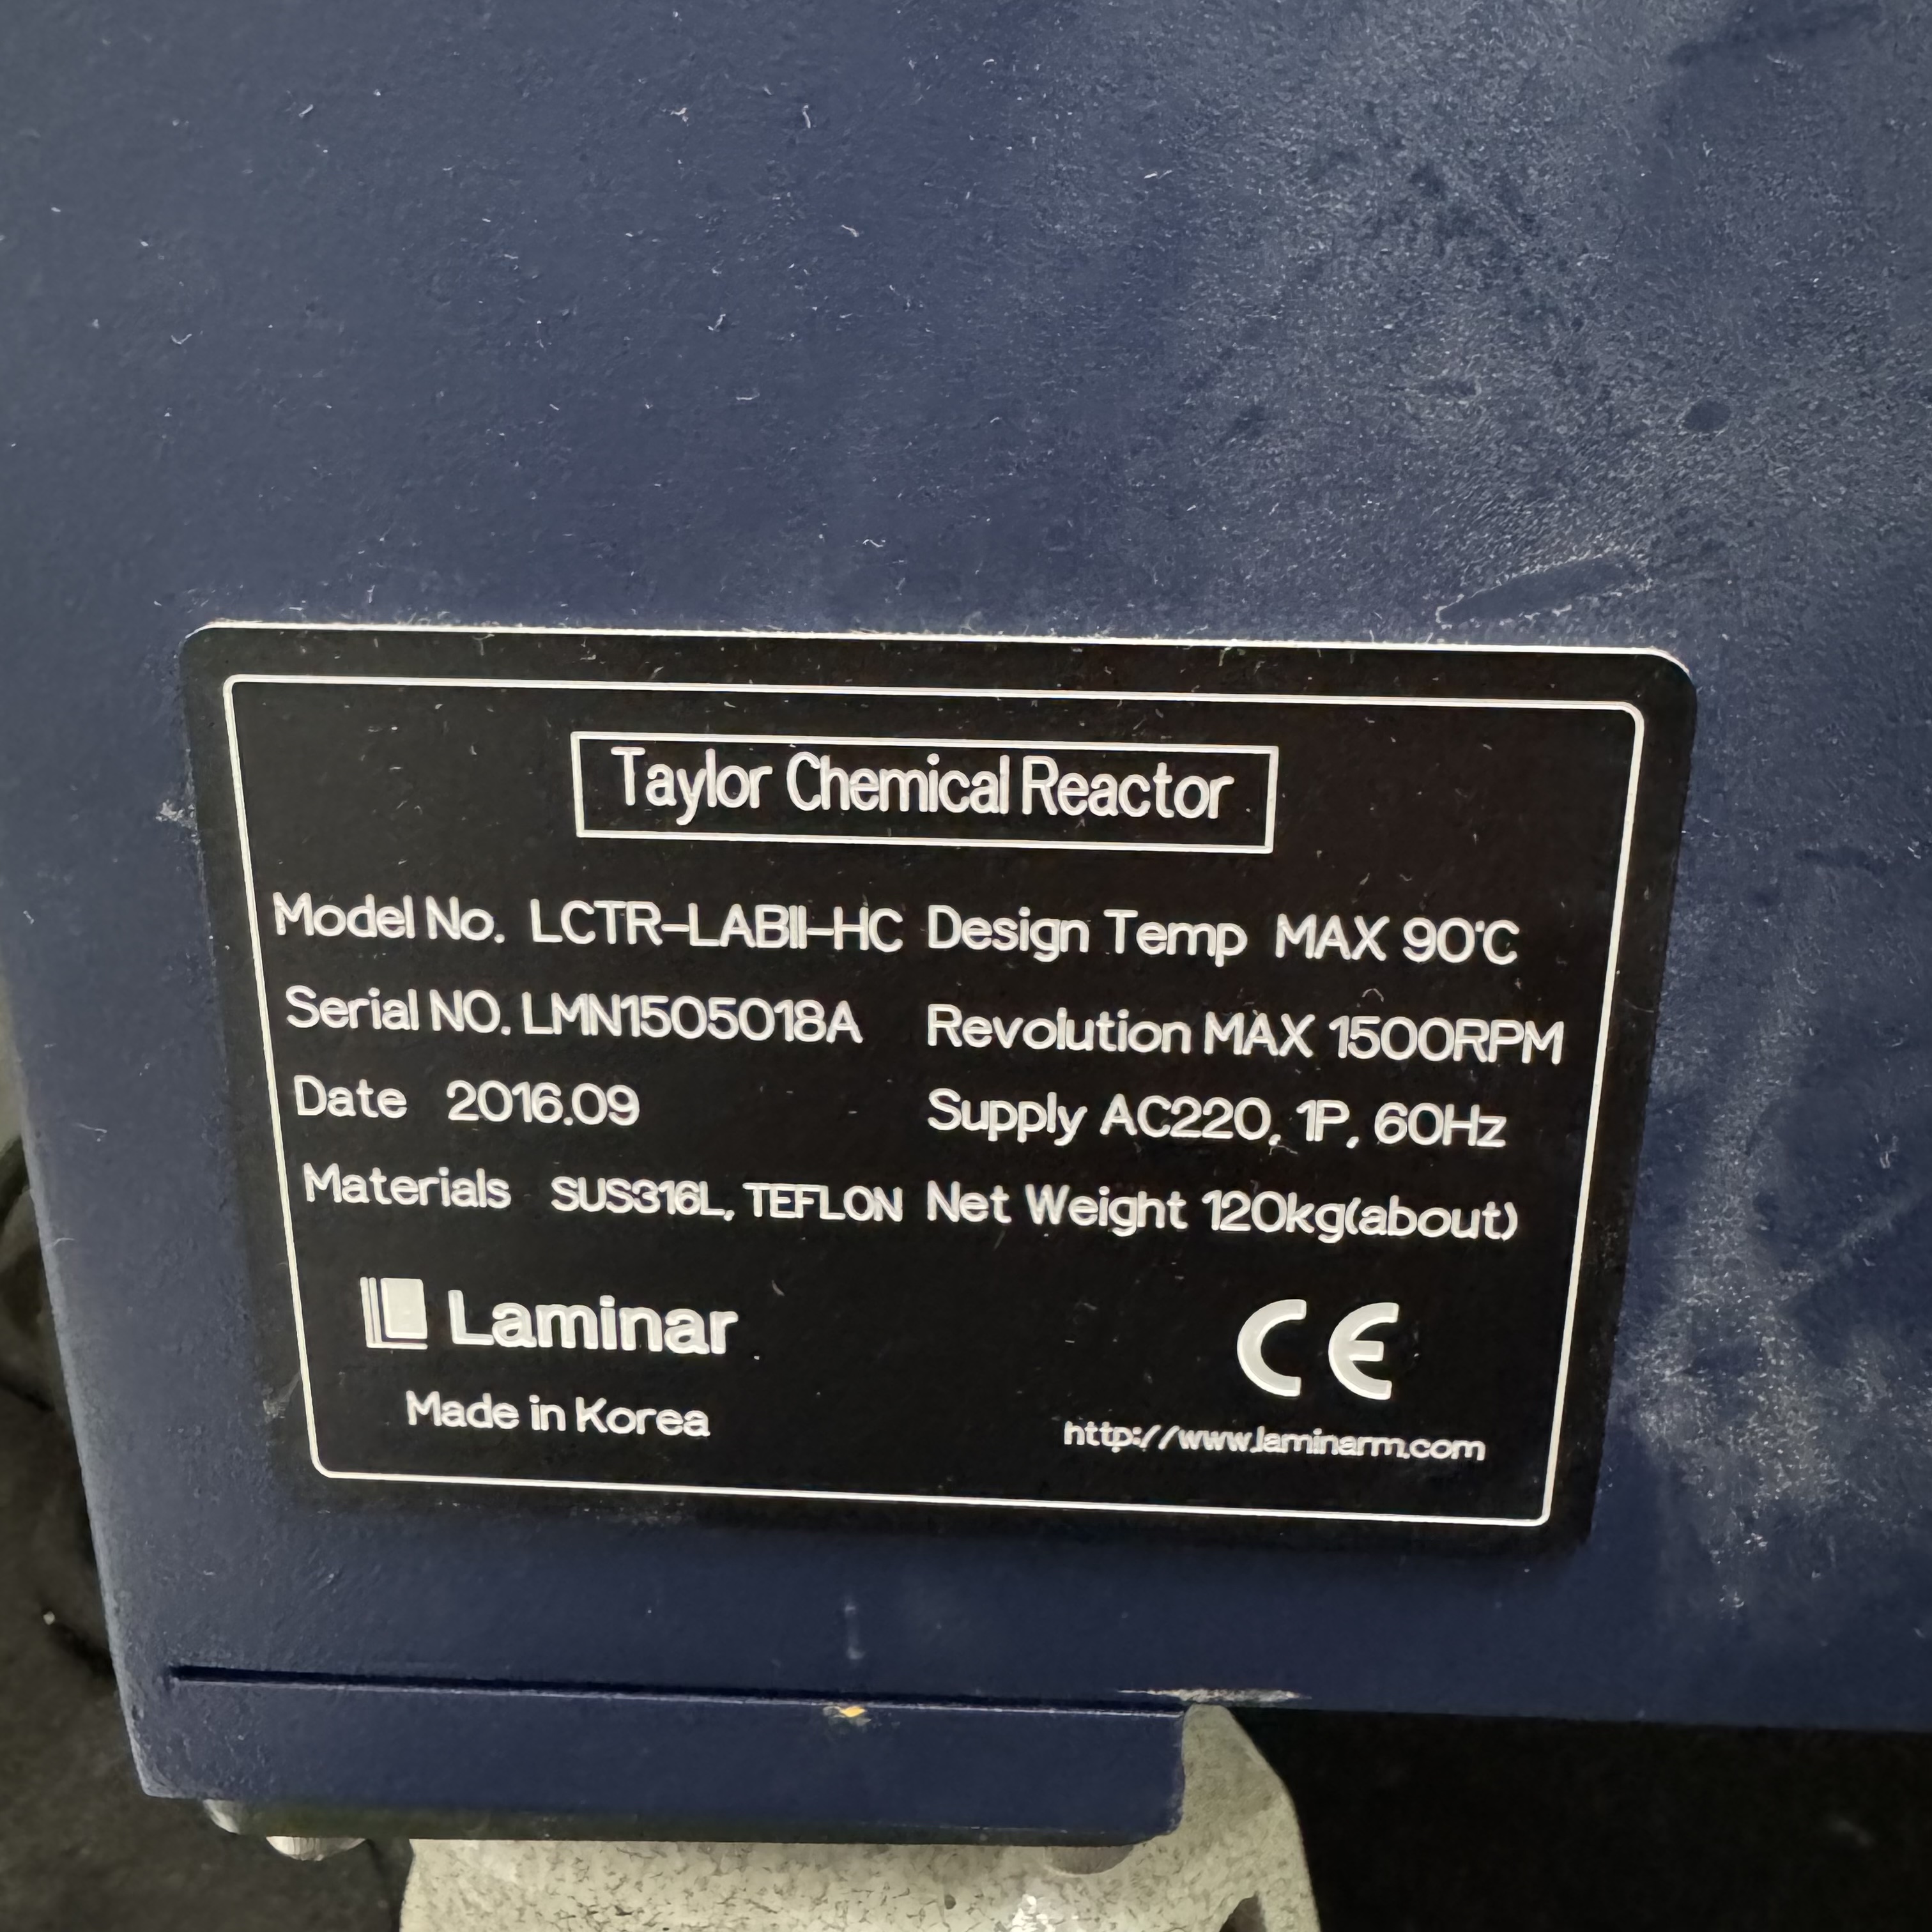 Taylor Chemical Reactor
Model No. LCTR-LABII-HC Design Temp MAX 90°C
Serial NO. LMN1505018A Revolution MAX 1500RPM
Date 2016.09 Supply AC220, 1P, 60Hz
Materials SUS316L, TEFLON Net Weight 120kg(about)
Laminar CE
Made in Korea http://www.laminarm.com